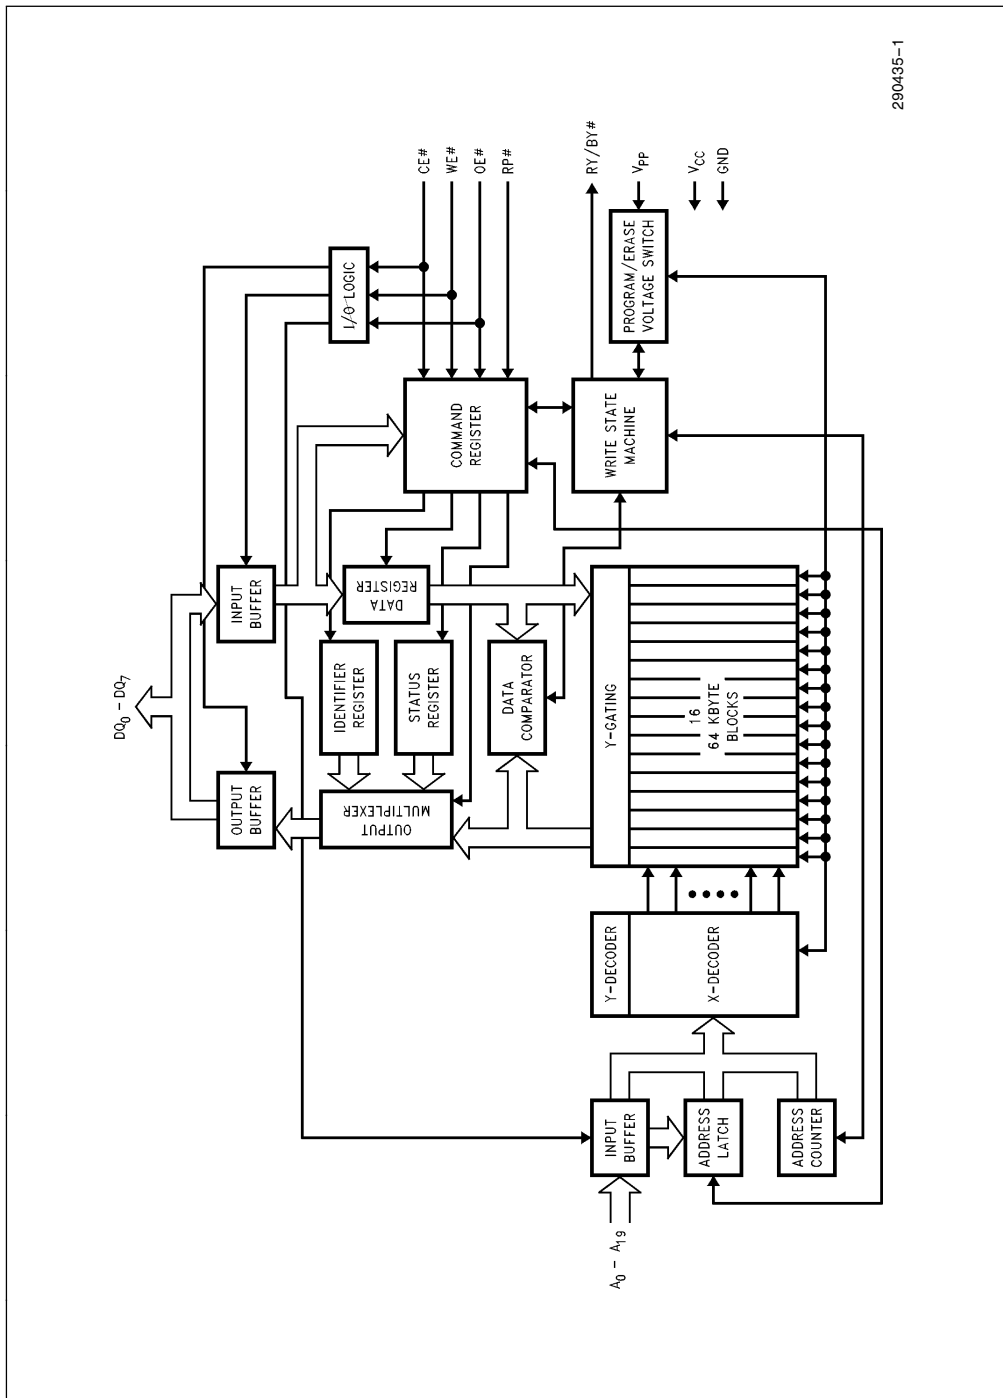 DQ₀ – DQ₇
OUTPUT
BUFFER
INPUT
BUFFER
I/O LOGIC
CE#
WE#
OE#
RP#
IDENTIFIER
REGISTER
STATUS
REGISTER
DATA
REGISTER
OUTPUT
MULTIPLEXER
DATA
COMPARATOR
COMMAND
REGISTER
WRITE STATE
MACHINE
RY/BY#
PROGRAM/ERASE
VOLTAGE SWITCH
VPP
VCC
GND
A₀ – A₁₉
INPUT
BUFFER
ADDRESS
LATCH
ADDRESS
COUNTER
Y-DECODER
X-DECODER
Y-GATING
16
64 KBYTE
BLOCKS
290435–1